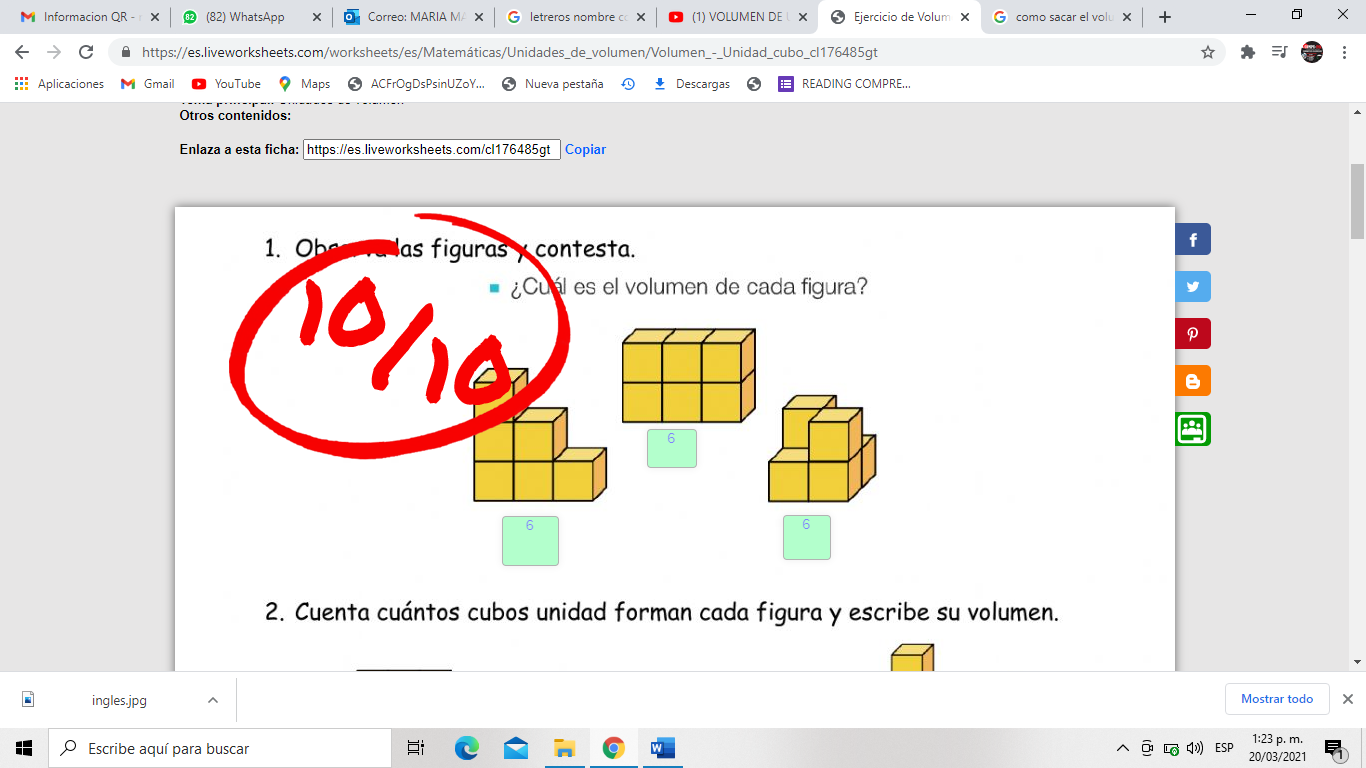 Informacion QR - r
(82) WhatsApp
Correo: MARIA MA
letreros nombre co
(1) VOLUMEN DE L
Ejercicio de Volum
como sacar el volu
https://es.liveworksheets.com/worksheets/es/Matemáticas/Unidades_de_volumen/Volumen_-_Unidad_cubo_cl176485gt
Aplicaciones
Gmail
YouTube
Maps
ACFrOgDsPsinUZoY...
Nueva pestaña
Descargas
READING COMPRE...
Otros contenidos:
Enlaza a esta ficha: https://es.liveworksheets.com/cl176485gt Copiar
1. Observa las figuras y contesta.
¿Cuál es el volumen de cada figura?
10/10
6
6
6
2. Cuenta cuántos cubos unidad forman cada figura y escribe su volumen.
ingles.jpg
Mostrar todo
Escribe aquí para buscar
ESP
1:23 p. m.
20/03/2021
1